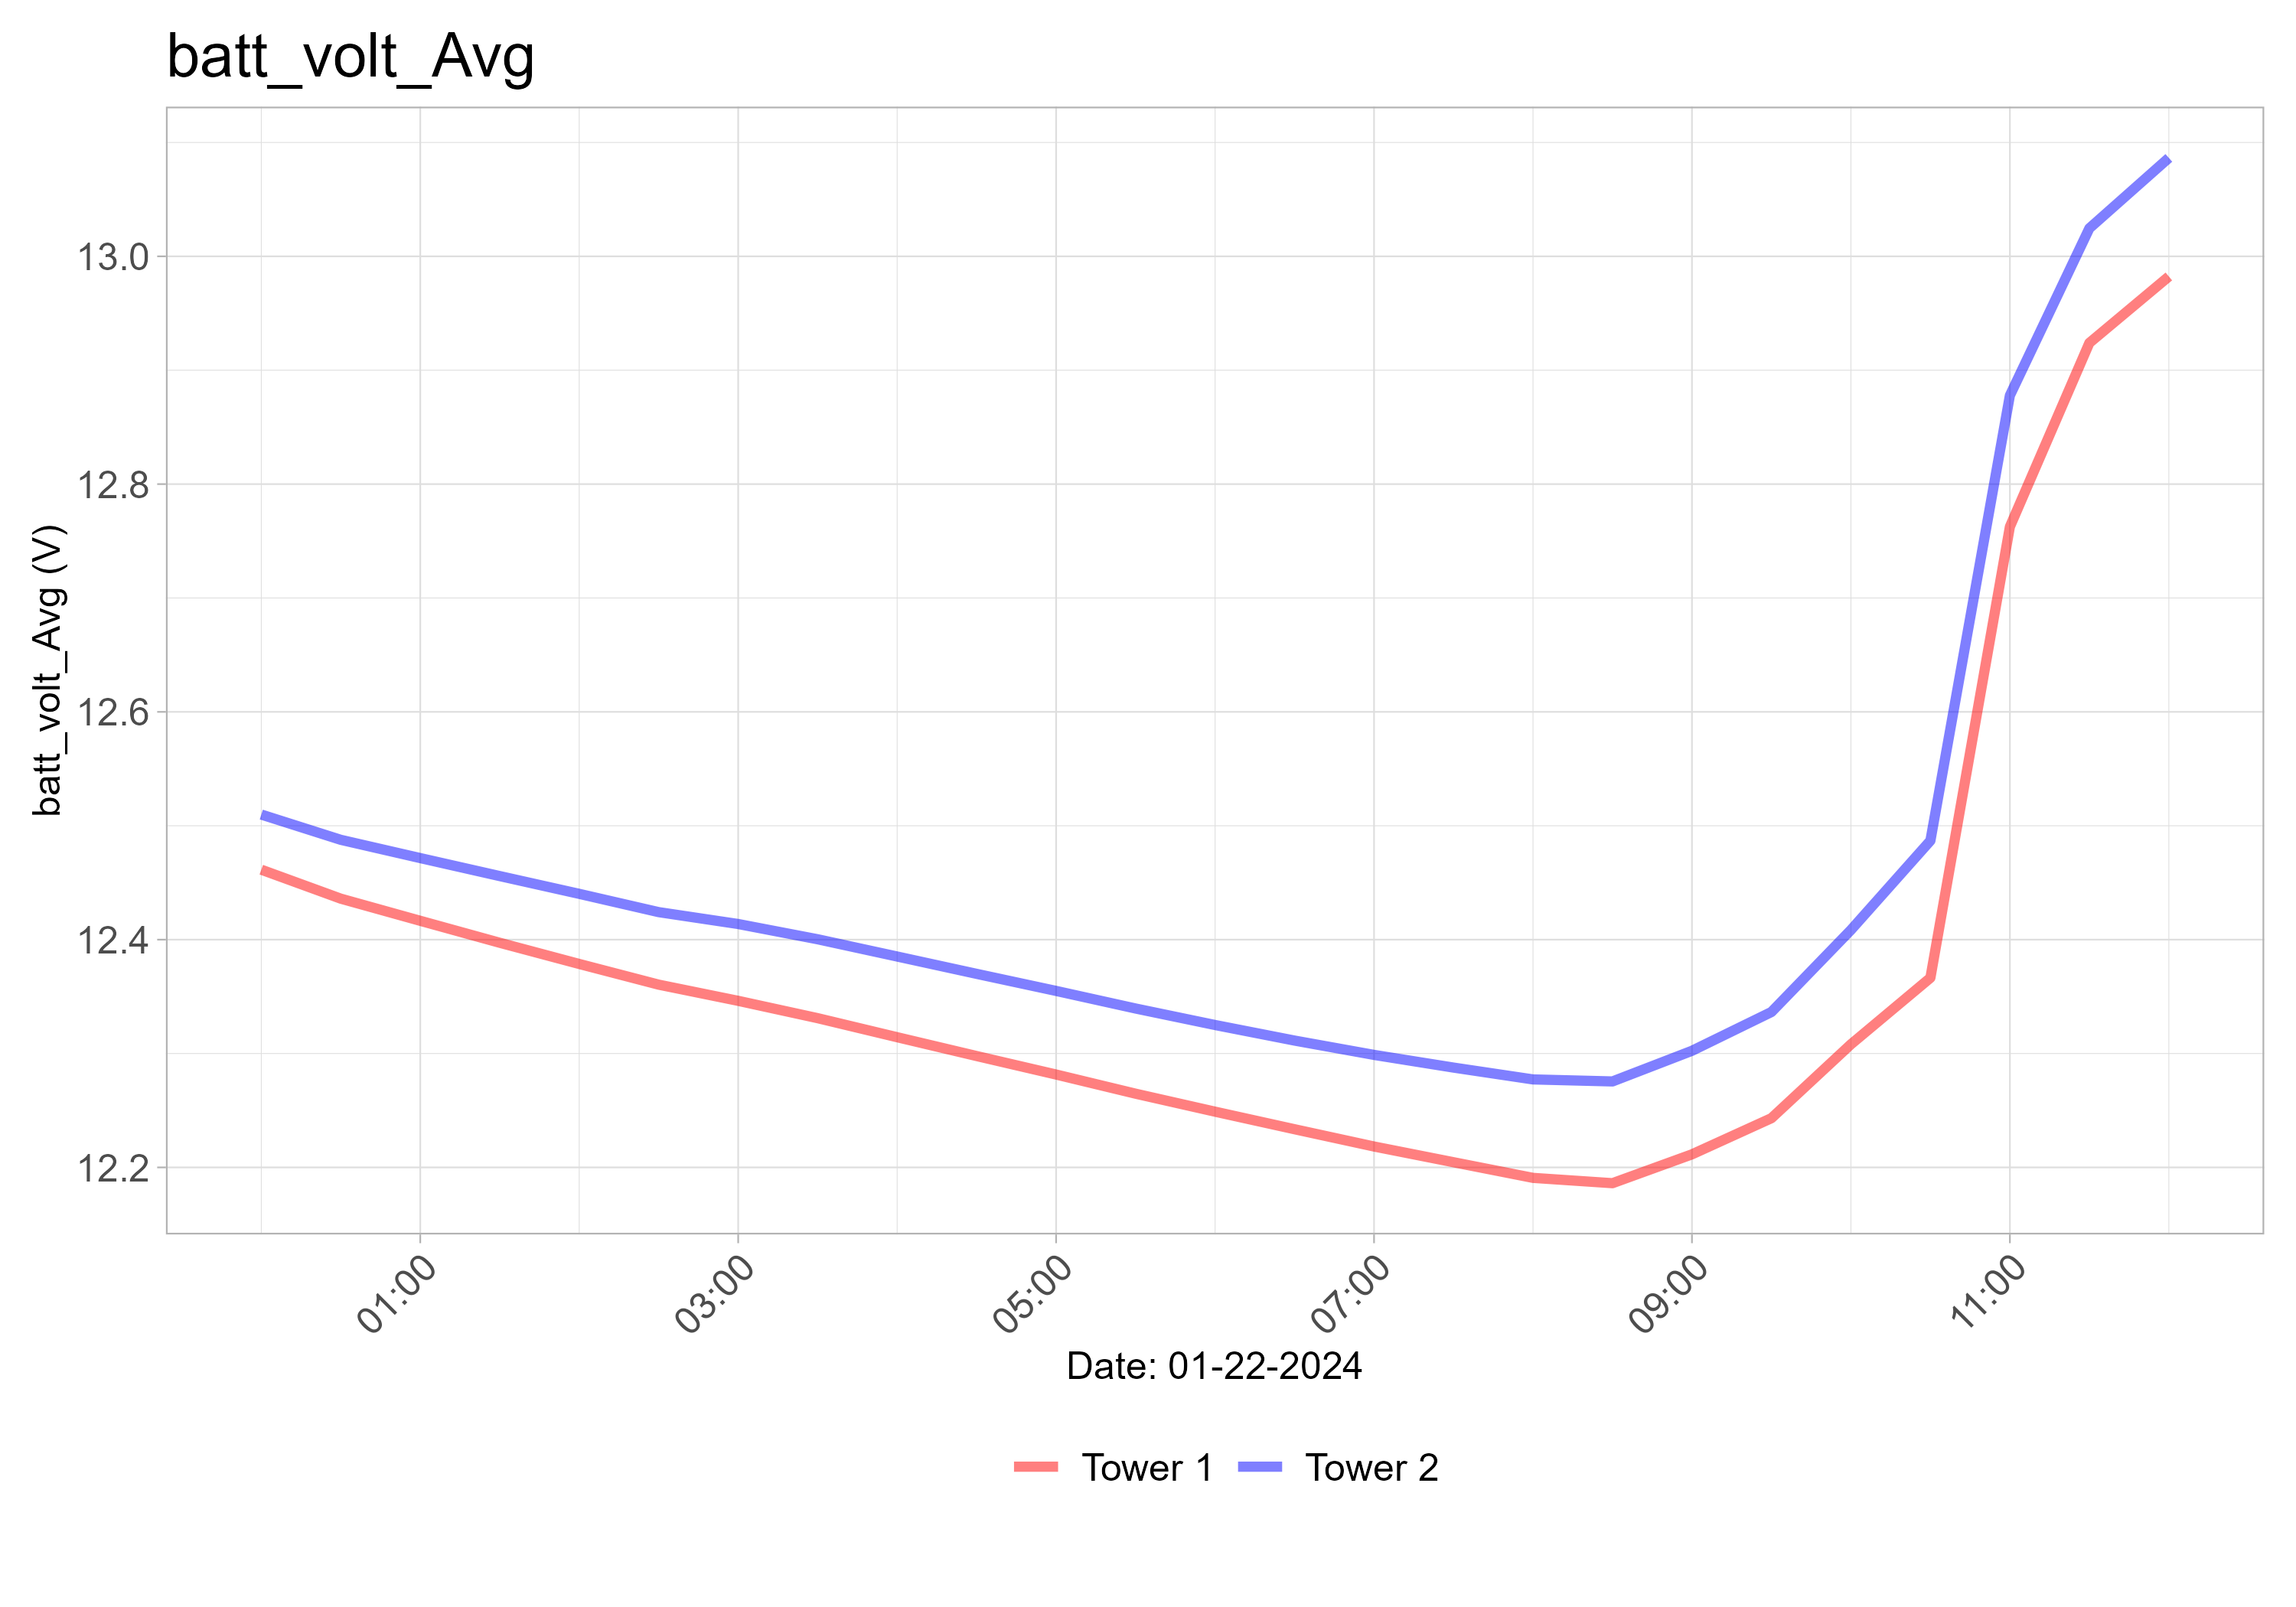 batt_volt_Avg
batt_volt_Avg (V)
13.0
12.8
12.6
12.4
12.2
01:00 03:00 05:00 07:00 09:00 11:00
Date: 01-22-2024
Tower 1 Tower 2